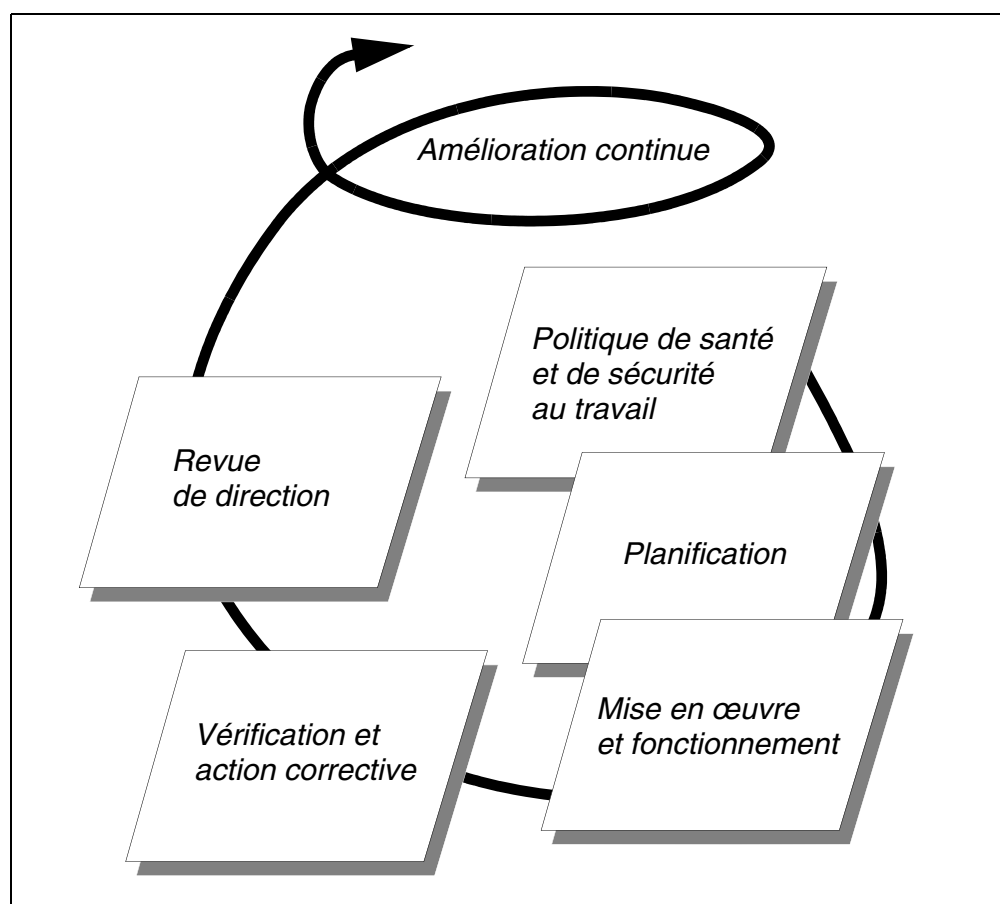 Amélioration continue
Politique de santé
et de sécurité
au travail
Planification
Mise en œuvre
et fonctionnement
Vérification et
action corrective
Revue
de direction